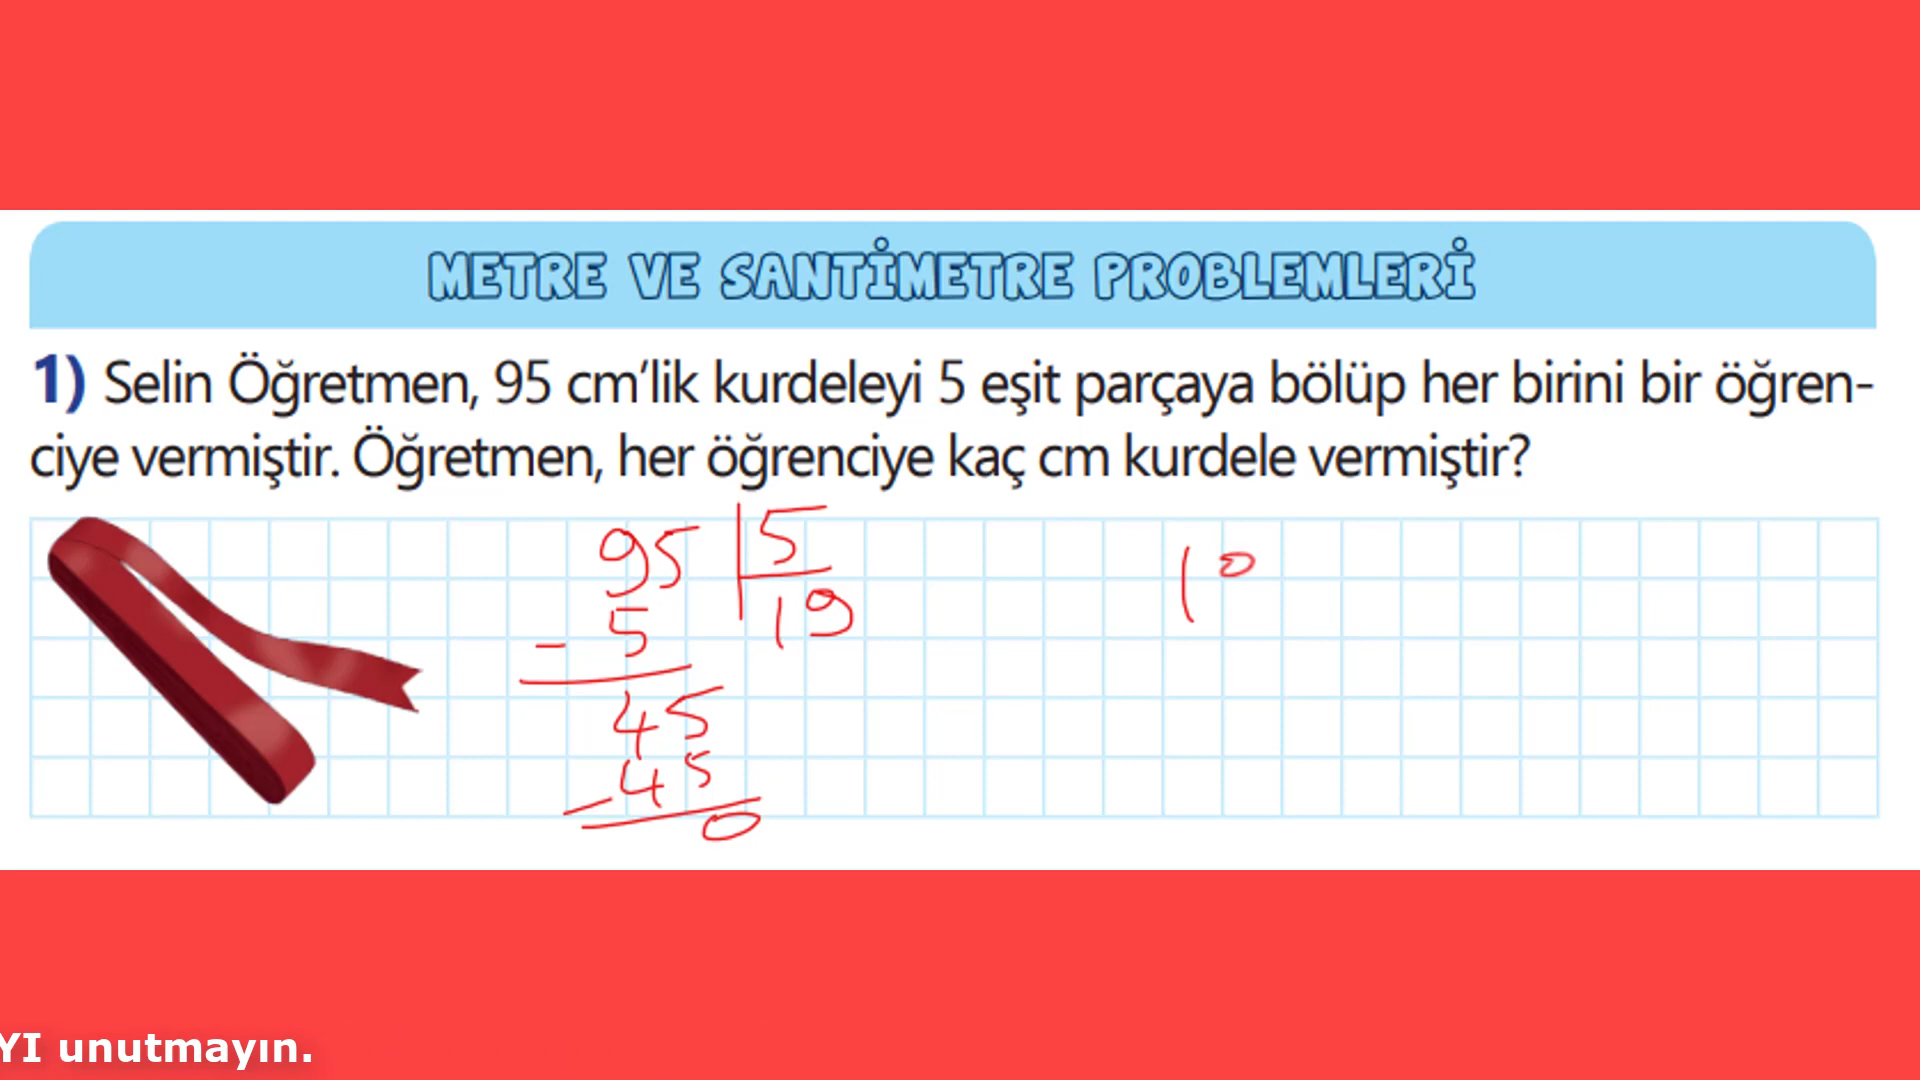 METRE VE SANTİMETRE PROBLEMLERİ
1) Selin Öğretmen, 95 cm'lik kurdeleyi 5 eşit parçaya bölüp her birini bir öğren-
ciye vermiştir. Öğretmen, her öğrenciye kaç cm kurdele vermiştir?
95 | 5
19
- 5
45
- 45
0
YI unutmayın.